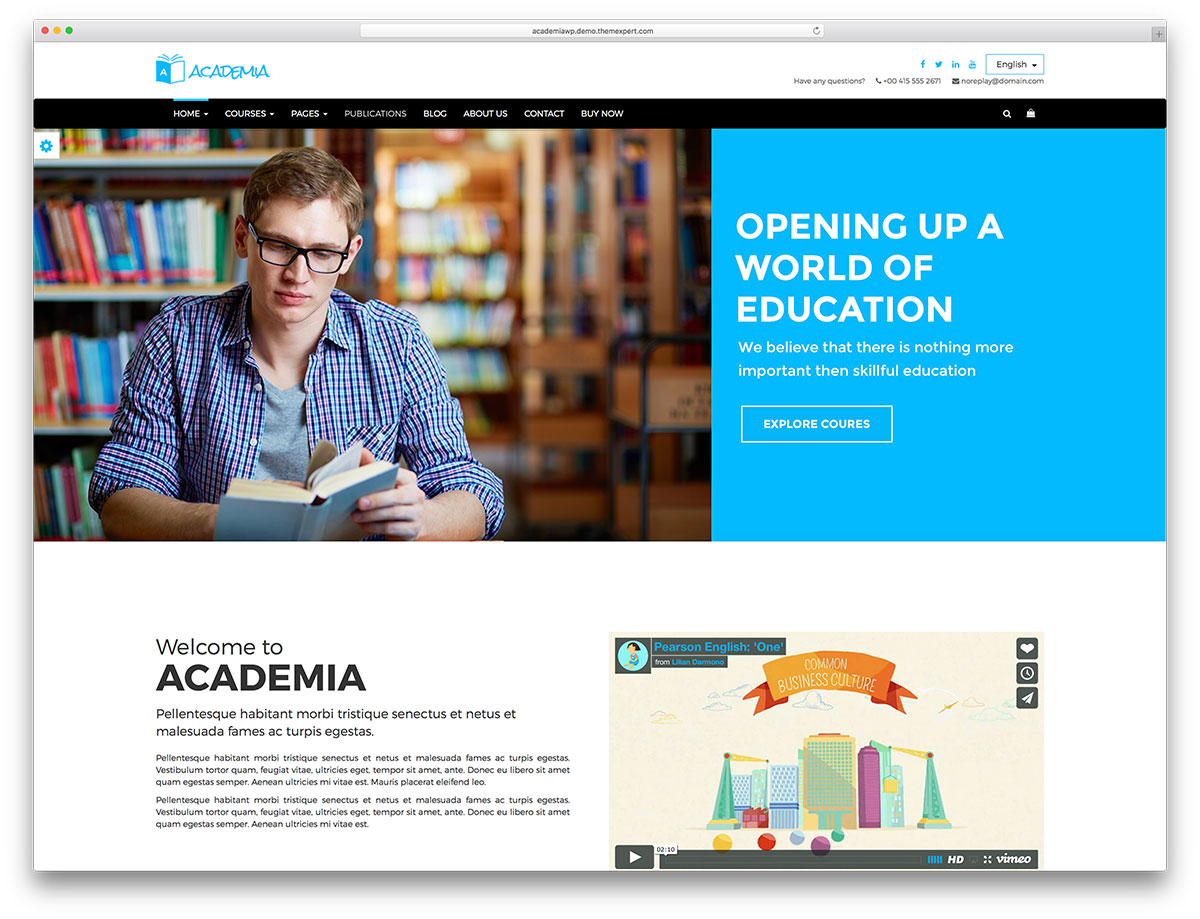 academiawp.demo.themexpert.com
A ACADEMIA
English
Have any questions? +00 415 555 2671 noreplay@domain.com
HOME COURSES PAGES PUBLICATIONS BLOG ABOUT US CONTACT BUY NOW
OPENING UP A
WORLD OF
EDUCATION
We believe that there is nothing more
important then skillful education
EXPLORE COURES
Welcome to
ACADEMIA
Pellentesque habitant morbi tristique senectus et netus et
malesuada fames ac turpis egestas.
Pellentesque habitant morbi tristique senectus et netus et malesuada fames ac turpis egestas.
Vestibulum tortor quam, feugiat vitae, ultricies eget, tempor sit amet, ante. Donec eu libero sit amet
quam egestas semper. Aenean ultricies mi vitae est. Mauris placerat eleifend leo.
Pellentesque habitant morbi tristique senectus et netus et malesuada fames ac turpis egestas.
Vestibulum tortor quam, feugiat vitae, ultricies eget, tempor sit amet, ante. Donec eu libero sit amet
quam egestas semper. Aenean ultricies mi vitae est.
Pearson English: 'One'
from Lilian Darmono
COMMON
BUSINESS CULTURE
02:10
HD vimeo